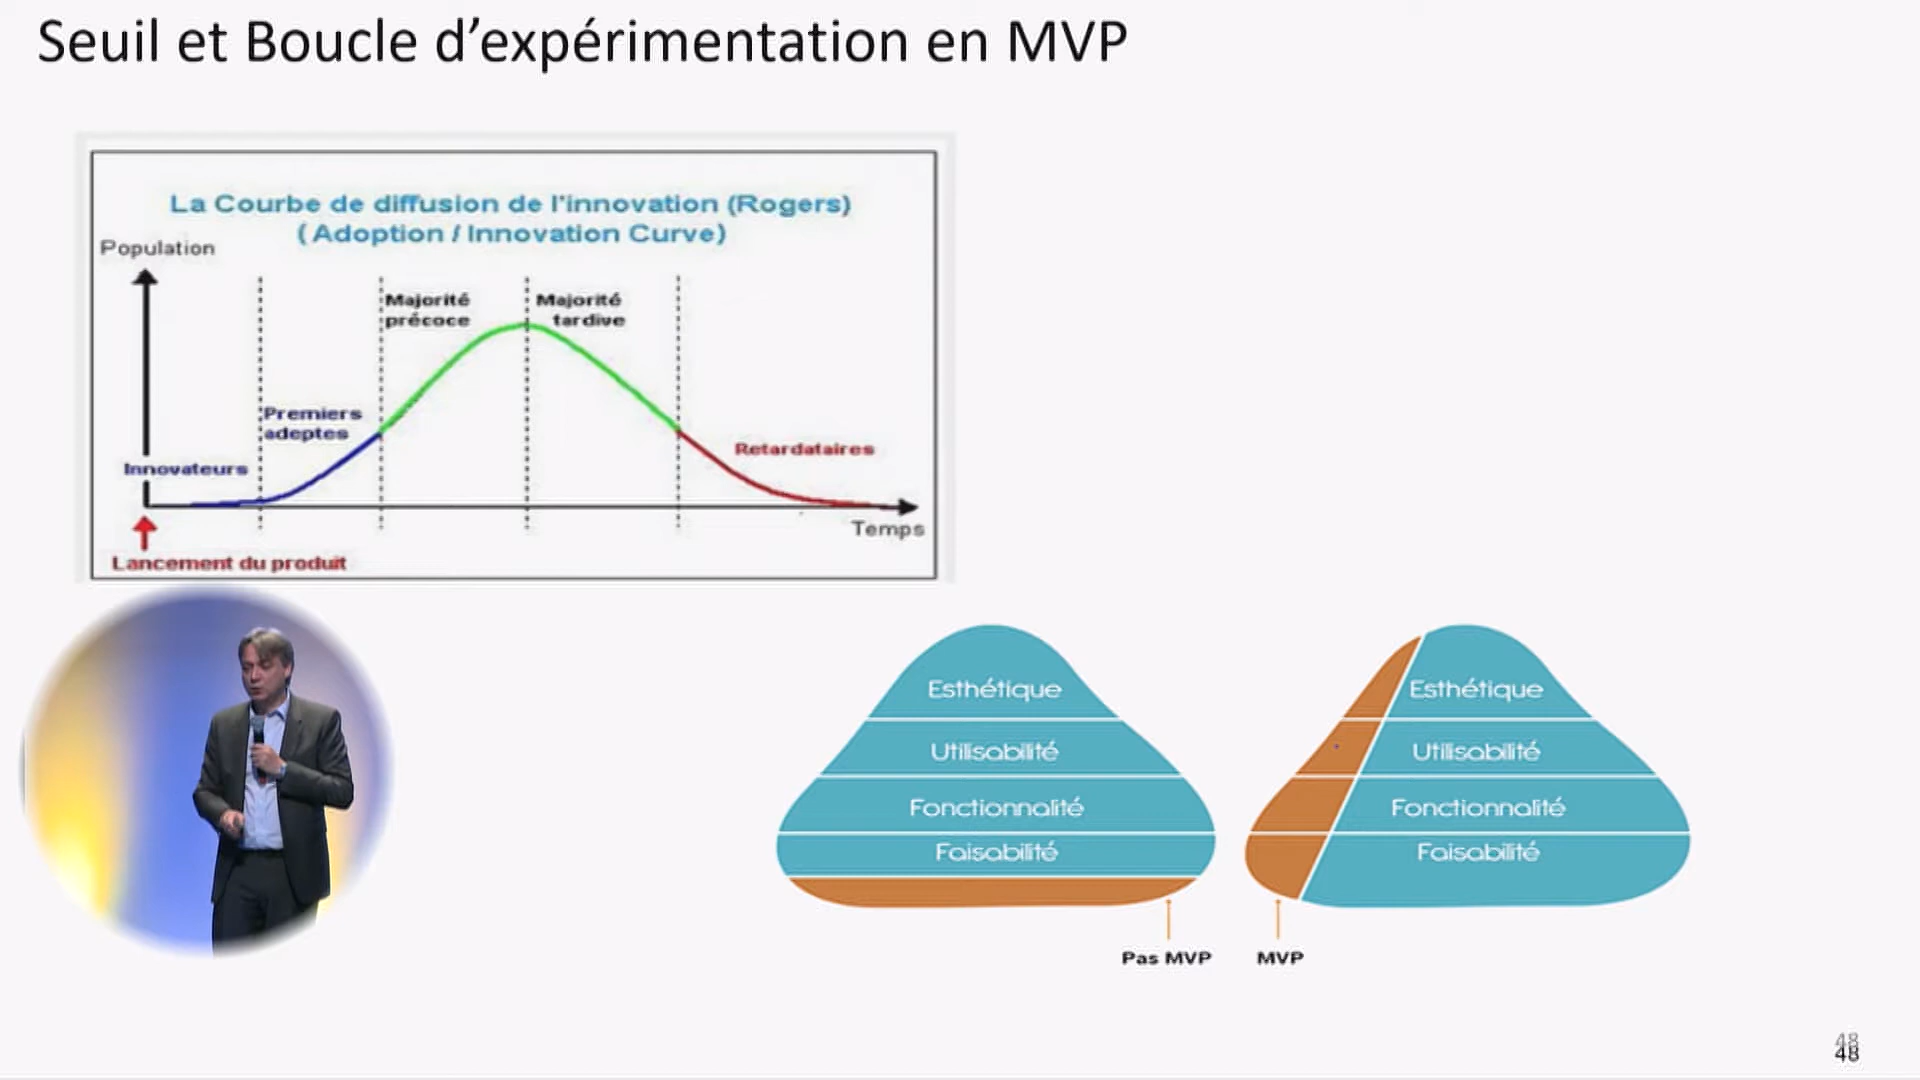 Seuil et Boucle d’expérimentation en MVP
La Courbe de diffusion de l'innovation (Rogers)
( Adoption / Innovation Curve)
Population
Majorité
précoce
Majorité
tardive
Premiers
adeptes
Innovateurs
Retardataires
Temps
Lancement du produit
Esthétique
Utilisabilité
Fonctionnalité
Faisabilité
Pas MVP
Esthétique
Utilisabilité
Fonctionnalité
Faisabilité
MVP
48
48